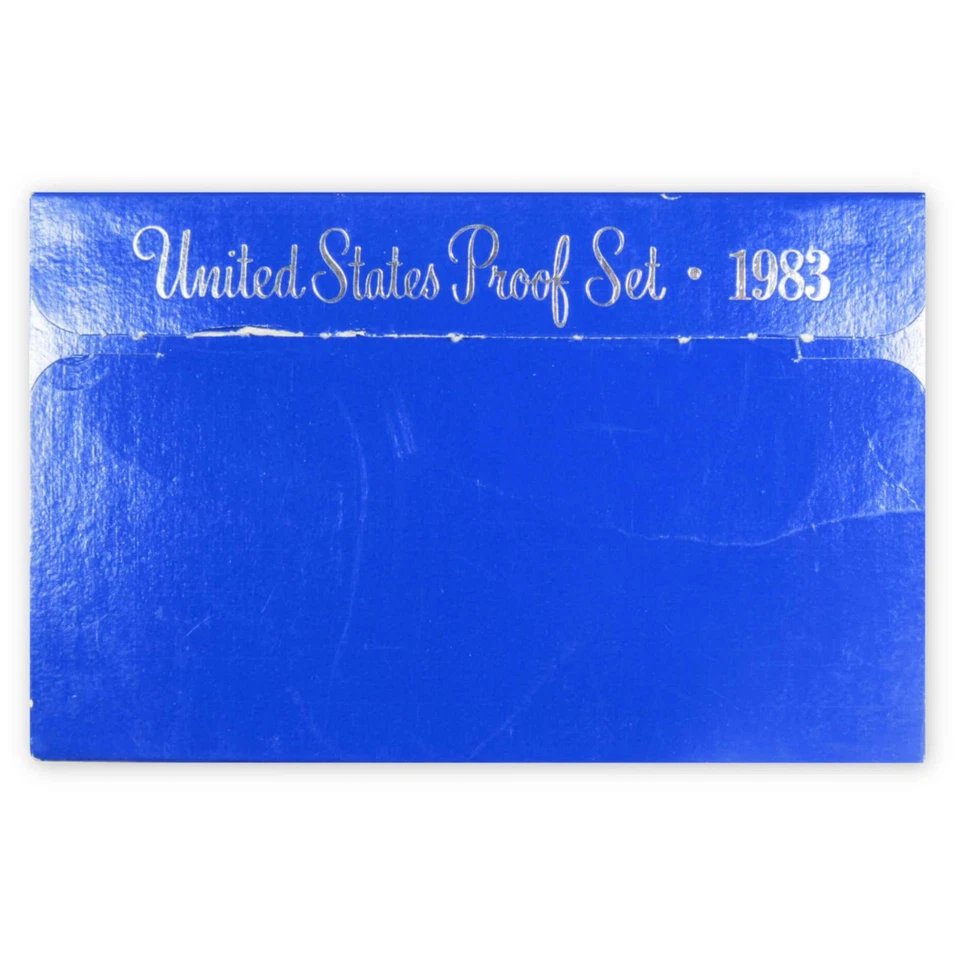 United States Proof Set • 1983